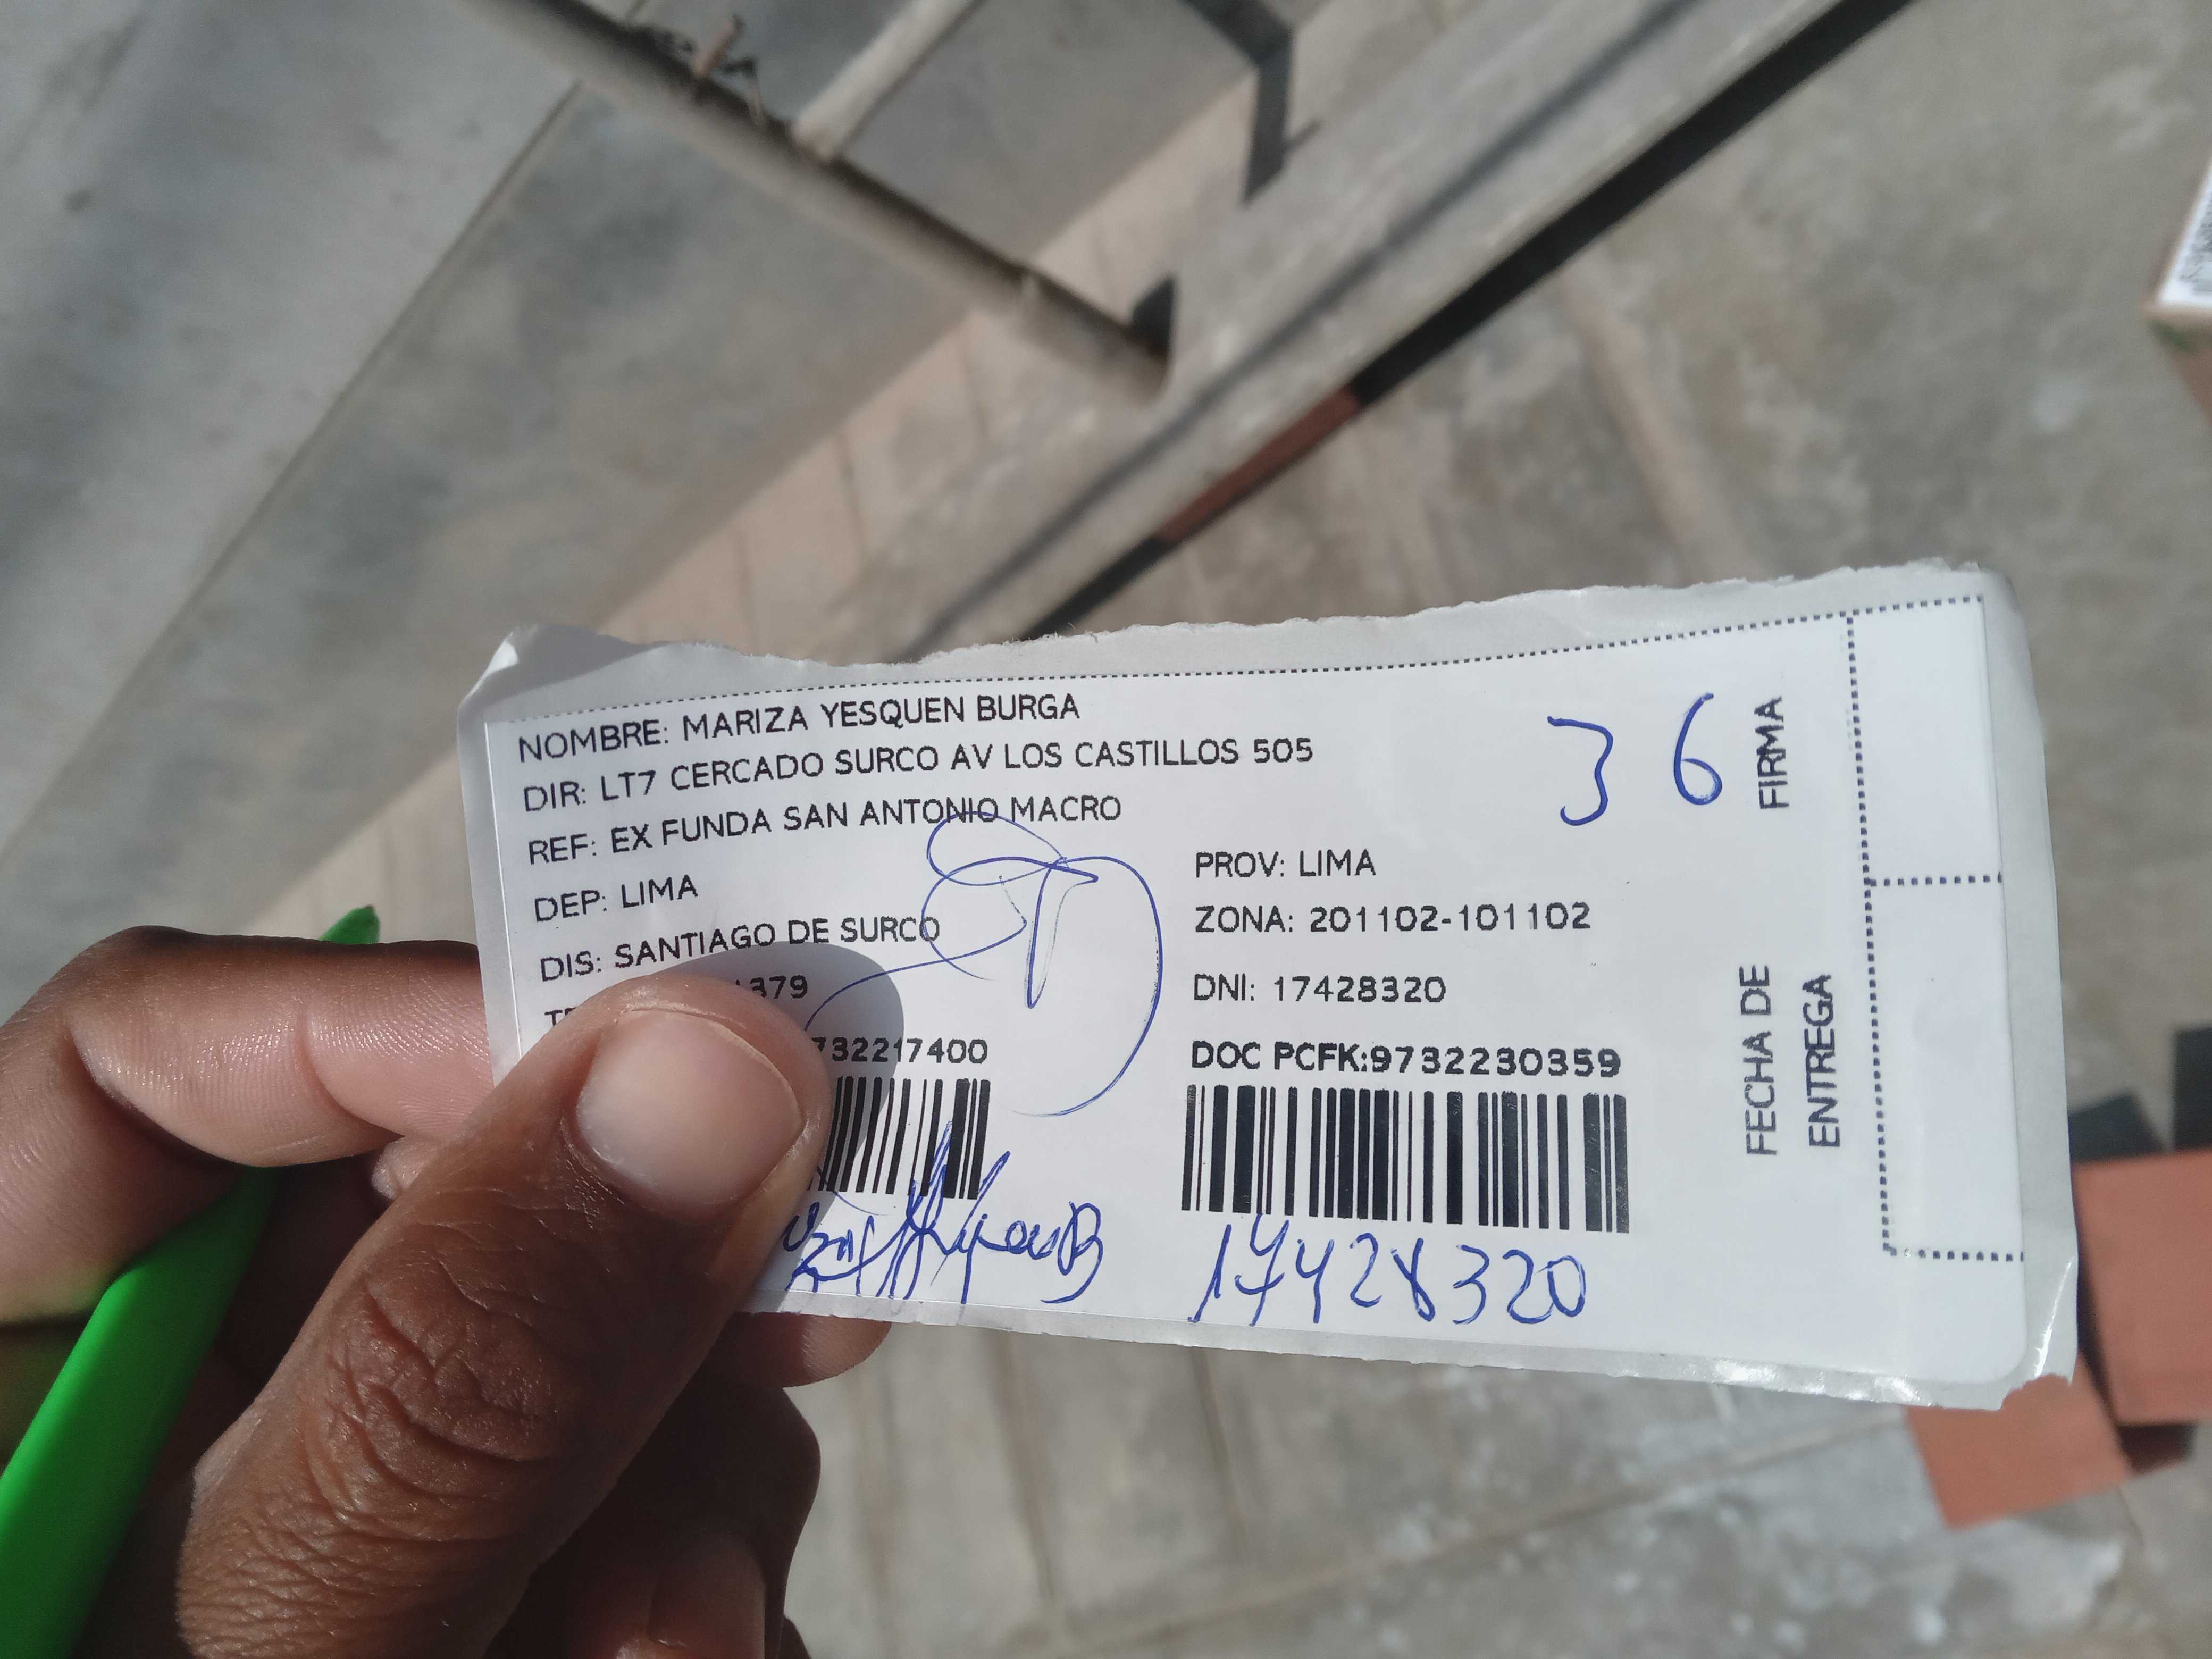 NOMBRE: MARIZA YESQUEN BURGA
DIR: LT7 CERCADO SURCO AV LOS CASTILLOS 505
REF: EX FUNDA SAN ANTONIO MACRO
DEP: LIMA
PROV: LIMA
DIS: SANTIAGO DE SURCO
ZONA: 201102-101102
379
DNI: 17428320
732217400
DOC PCFK:9732230359
17428320
36
FIRMA
FECHA DE
ENTREGA